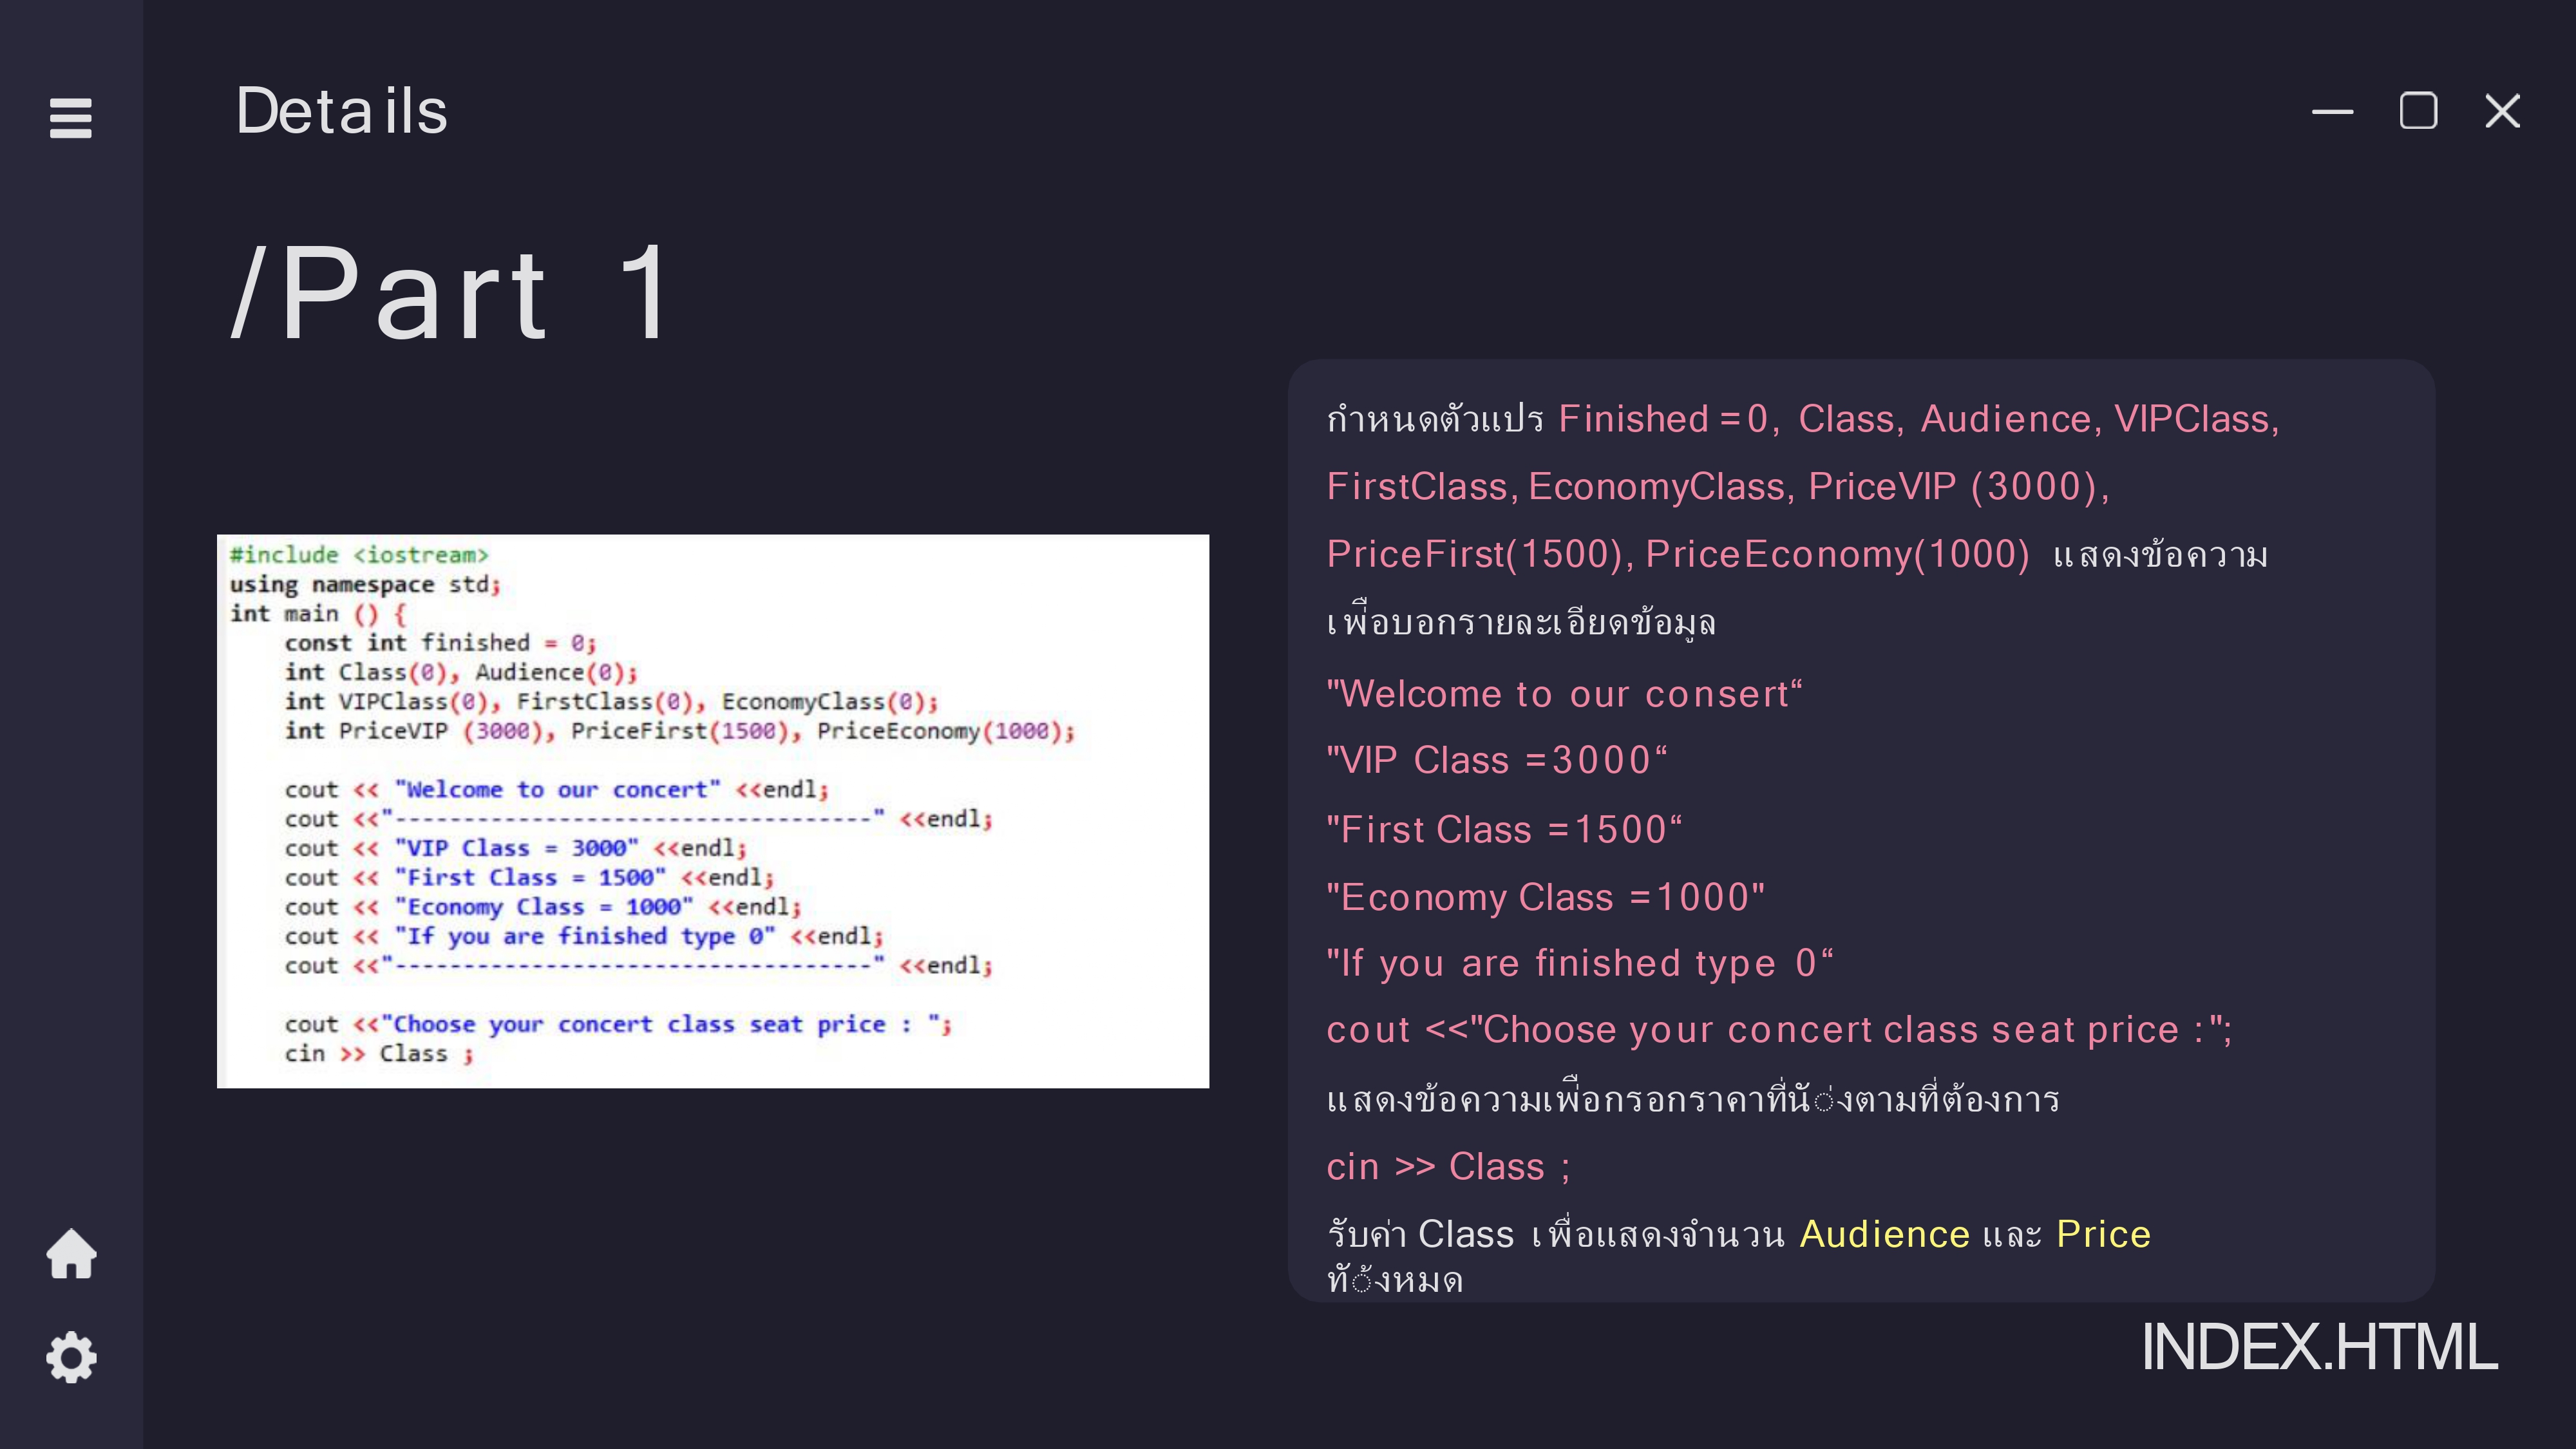 Details
/Part 1
#include <iostream>
using namespace std;
int main () {
const int finished = 0;
int Class(0), Audience(0);
int VIPClass(0), FirstClass(0), EconomyClass(0);
int PriceVIP (3000), PriceFirst(1500), PriceEconomy(1000);
cout << "Welcome to our concert" <<endl;
cout <<"-----------------------------------" <<endl;
cout << "VIP Class = 3000" <<endl;
cout << "First Class = 1500" <<endl;
cout << "Economy Class = 1000" <<endl;
cout << "If you are finished type 0" <<endl;
cout <<"-----------------------------------" <<endl;
cout <<"Choose your concert class seat price : ";
cin >> Class ;
กำหนดตัวแปร Finished =0, Class, Audience, VIPClass,
FirstClass, EconomyClass, PriceVIP (3000),
PriceFirst(1500), PriceEconomy(1000) แสดงข้อความ
เพื่อบอกรายละเอียดข้อมูล
"Welcome to our consert“
"VIP Class =3000“
"First Class =1500“
"Economy Class =1000"
"If you are finished type 0“
cout <<"Choose your concert class seat price :";
แสดงข้อความเพื่อกรอกราคาที่นั่งตามที่ต้องการ
cin >> Class ;
รับค่า Class เพื่อแสดงจำนวน Audience และ Price
ทั้งหมด
INDEX.HTML